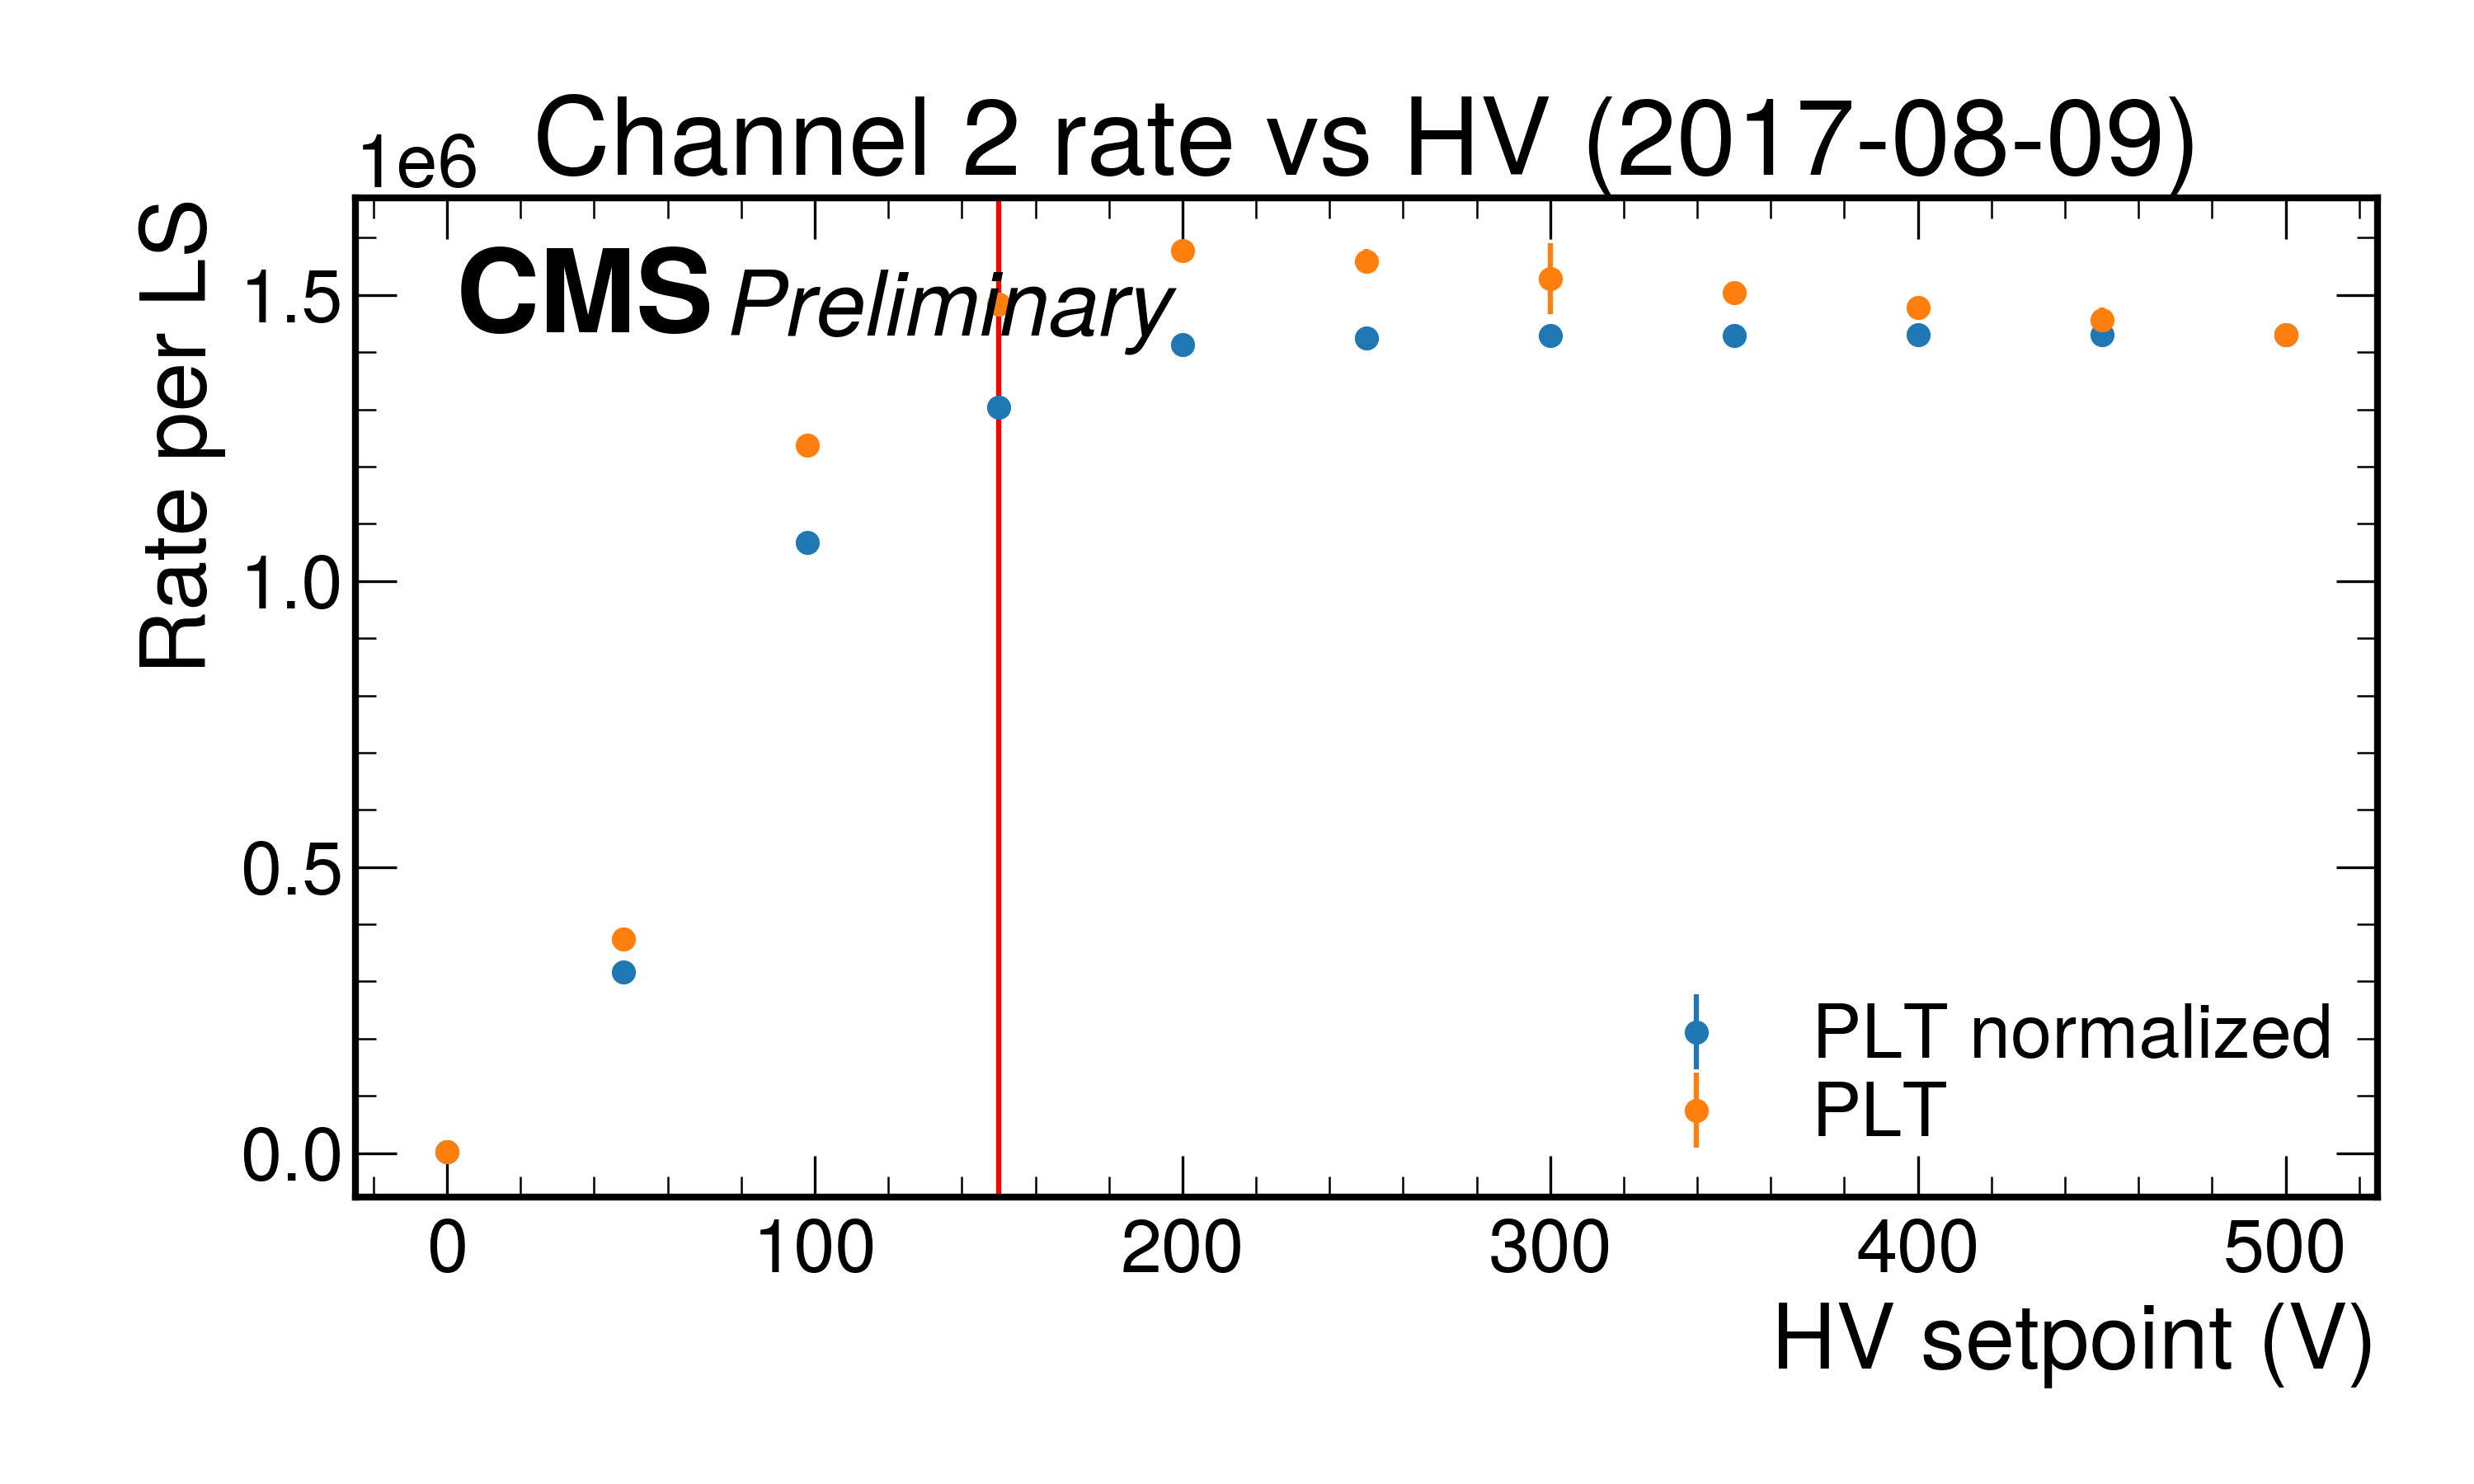 Channel 2 rate vs HV (2017-08-09)
1e6
CMS Preliminary
Rate per LS
1.5
1.0
0.5
0.0
PLT normalized
PLT
0 100 200 300 400 500
HV setpoint (V)